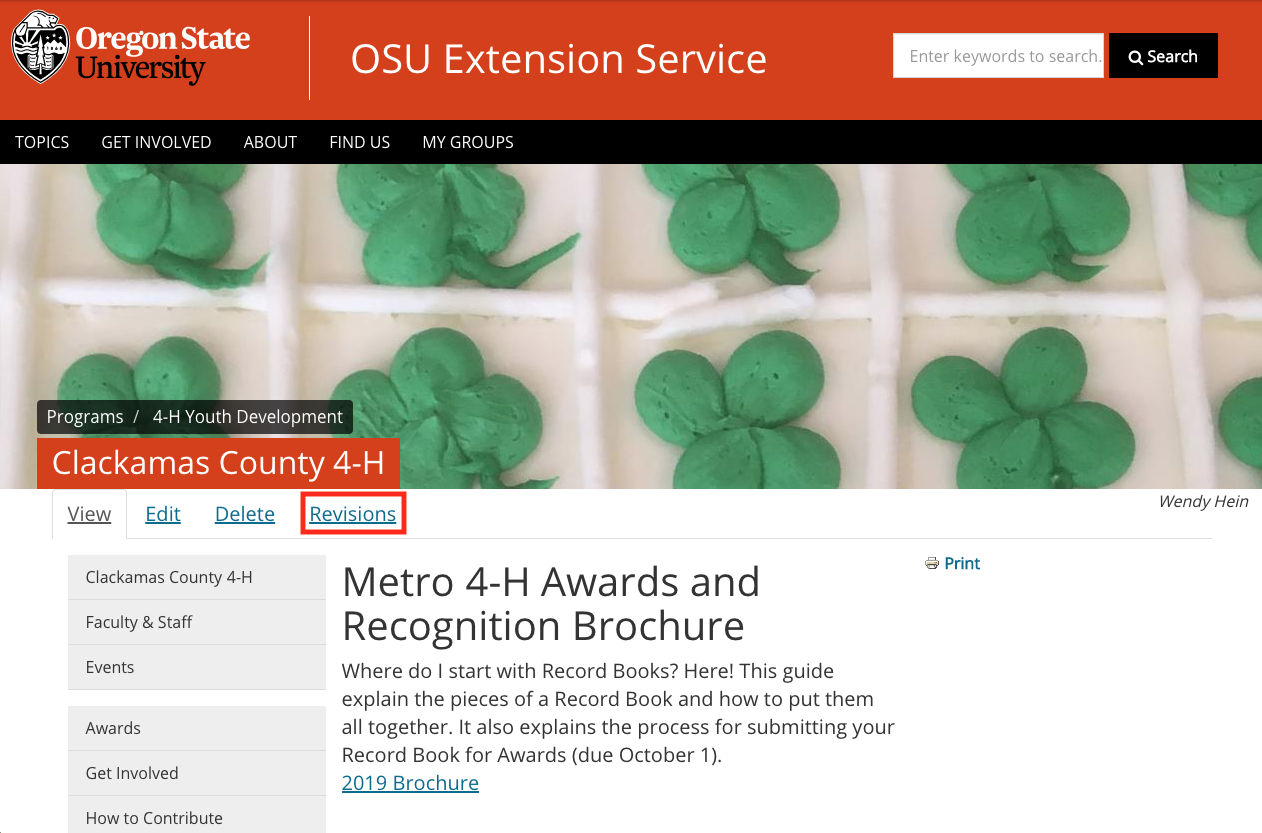 Oregon State
University
OSU Extension Service
Enter keywords to search.
Search
TOPICS GET INVOLVED ABOUT FIND US MY GROUPS
Programs / 4-H Youth Development
Clackamas County 4-H
View Edit Delete Revisions
Wendy Hein
Clackamas County 4-H
Faculty & Staff
Events
Awards
Get Involved
How to Contribute
Metro 4-H Awards and
Recognition Brochure
Where do I start with Record Books? Here! This guide
explain the pieces of a Record Book and how to put them
all together. It also explains the process for submitting your
Record Book for Awards (due October 1).
2019 Brochure
Print